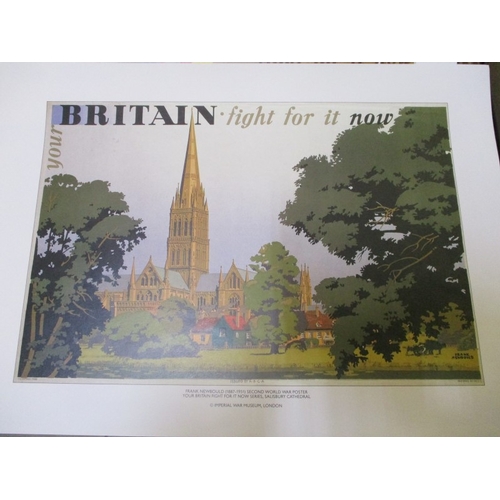 your BRITAIN · fight for it now
FRANK NEWBOULD
FRANK NEWBOULD (1887-1951) SECOND WORLD WAR POSTER
'YOUR BRITAIN FIGHT FOR IT NOW' SERIES, SALISBURY CATHEDRAL
© IMPERIAL WAR MUSEUM, LONDON